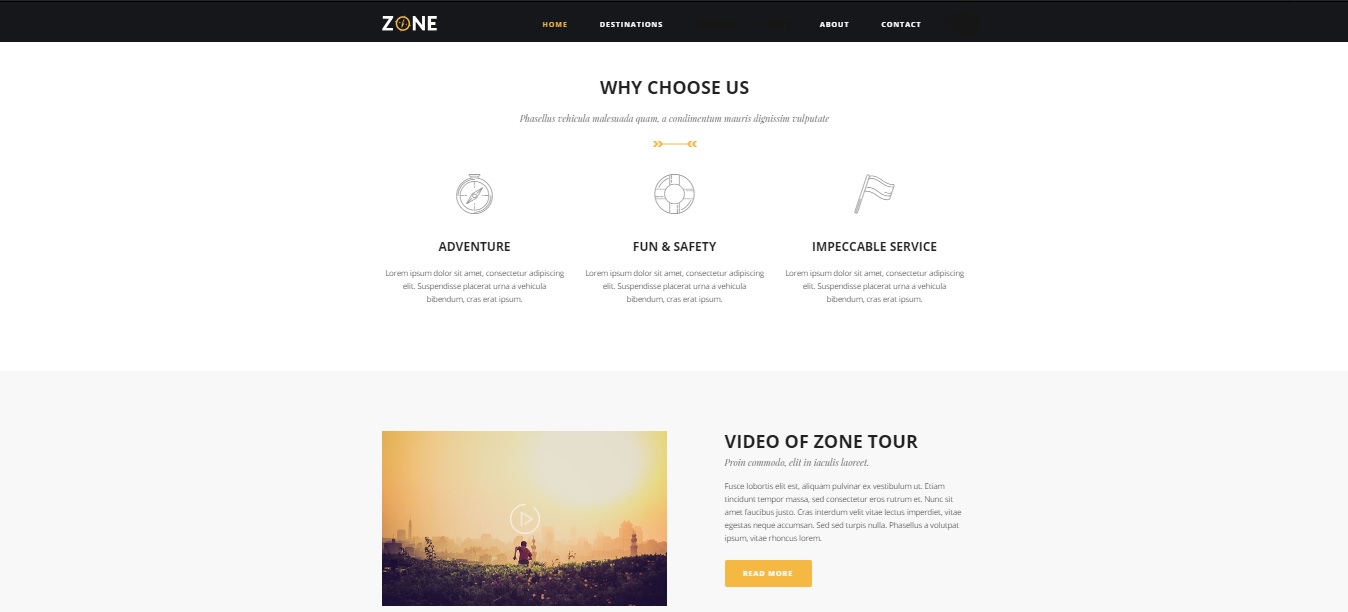 ZONE
HOME DESTINATIONS ABOUT CONTACT
WHY CHOOSE US
Phasellus vehicula malesuada quam, a condimentum mauris dignissim vulputate
ADVENTURE
Lorem ipsum dolor sit amet, consectetur adipiscing
elit. Suspendisse placerat urna a vehicula
bibendum, cras erat ipsum.
FUN & SAFETY
Lorem ipsum dolor sit amet, consectetur adipiscing
elit. Suspendisse placerat urna a vehicula
bibendum, cras erat ipsum.
IMPECCABLE SERVICE
Lorem ipsum dolor sit amet, consectetur adipiscing
elit. Suspendisse placerat urna a vehicula
bibendum, cras erat ipsum.
VIDEO OF ZONE TOUR
Proin commodo, elit in iaculis laoreet.
Fusce lobortis elit est, aliquam pulvinar ex vestibulum ut. Etiam
tincidunt tempor massa, sed consectetur eros rutrum et. Nunc sit
amet faucibus justo. Cras interdum velit vitae lectus imperdiet, vitae
egestas neque accumsan. Sed sed turpis nulla. Phasellus a volutpat
ipsum, vitae rhoncus lorem.
READ MORE